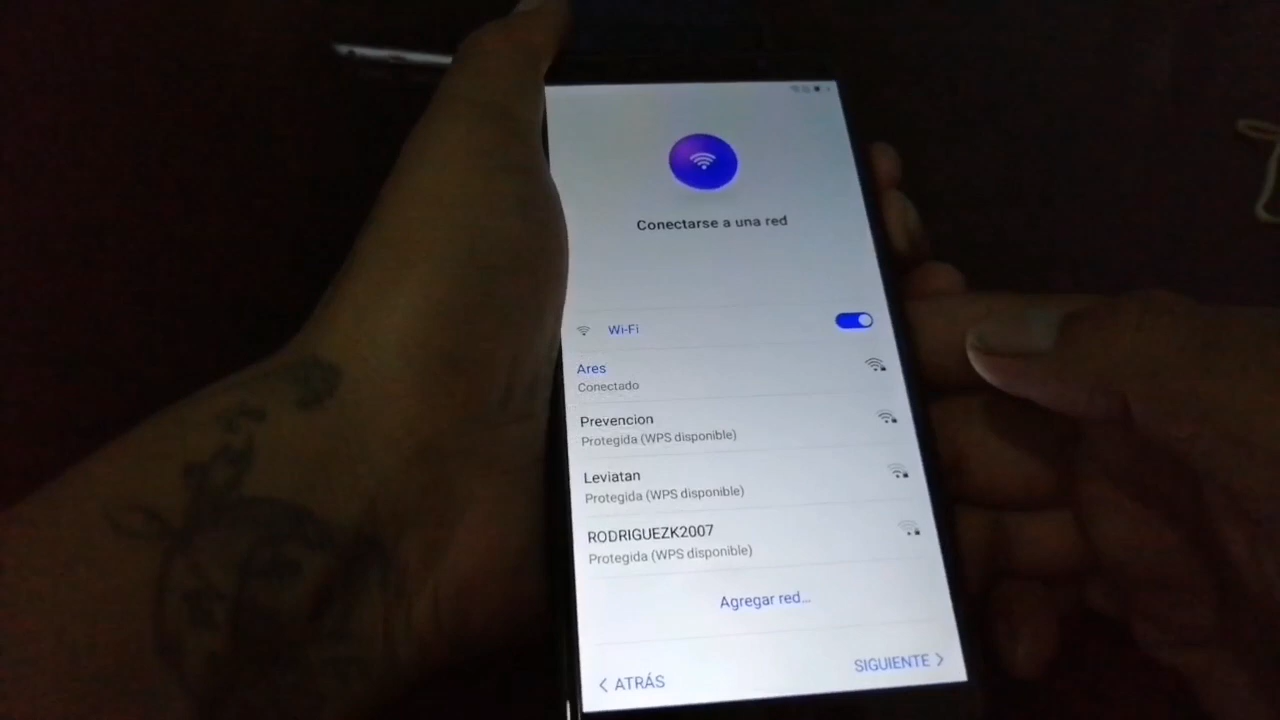 Conectarse a una red
Wi-Fi
Ares
Conectado
Prevencion
Protegida (WPS disponible)
Leviatan
Protegida (WPS disponible)
RODRIGUEZK2007
Protegida (WPS disponible)
Agregar red...
< ATRÁS
SIGUIENTE >